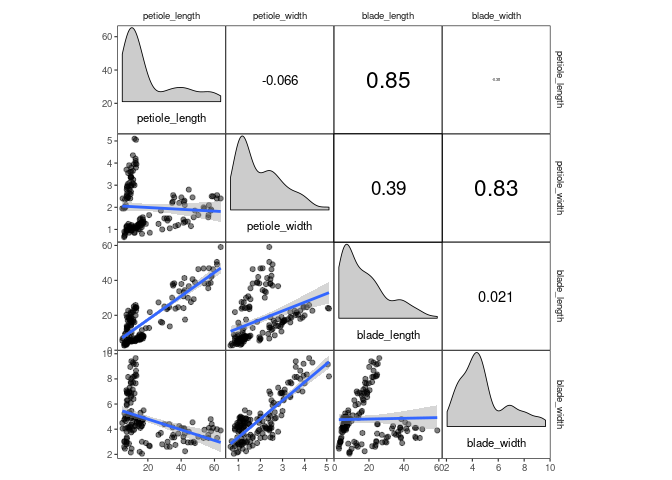 petiole_length petiole_width blade_length blade_width
60
40
20
petiole_length
-0.066
0.85
petiole_length
5
4
3
2
1
petiole_width
0.39
0.83
petiole_width
60
40
20
0
blade_length
0.021
blade_length
10
8
6
4
2
blade_width
blade_width
20 40 60 1 2 3 4 5 0 20 40 60 2 4 6 8 10